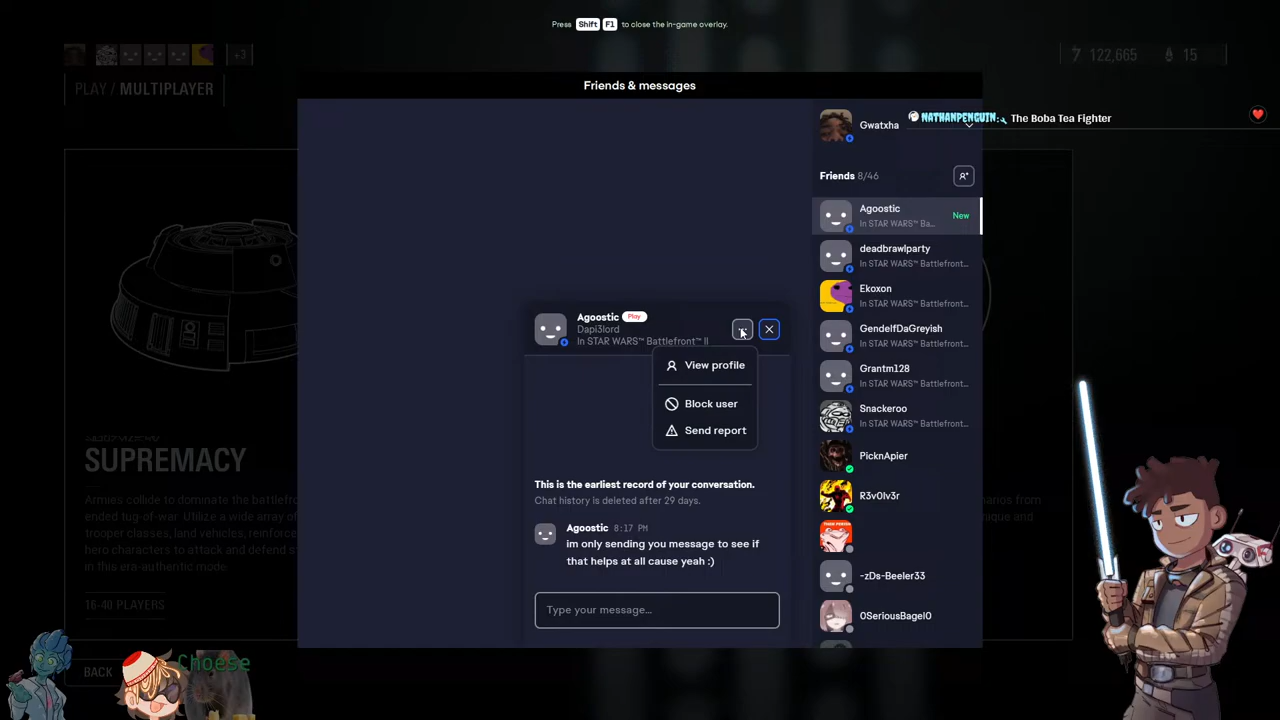 Press Shift F1 to close the in-game overlay.
+3
7 122,665
15
PLAY / MULTIPLAYER
Friends & messages
Gwatxha
NATHANPENGUIN: The Boba Tea Fighter
Friends 8/46
Agoostic
In STAR WARS™ Ba...
New
deadbrawlparty
In STAR WARS™ Battlefront...
Ekoxon
In STAR WARS™ Battlefront...
GendelfDaGreyish
In STAR WARS™ Battlefront...
Grantm128
In STAR WARS™ Battlefront...
Snackeroo
In STAR WARS™ Battlefront...
PicknApier
R3v0lv3r
-zDs-Beeler33
0SeriousBagel0
Agoostic Play
Dapi3lord
In STAR WARS™ Battlefront™ II
View profile
Block user
Send report
This is the earliest record of your conversation.
Chat history is deleted after 29 days.
Agoostic 8:17 PM
im only sending you message to see if
that helps at all cause yeah :)
Type your message...
SUPREMACY
Armies collide to dominate the battlefro
ended tug-of-war. Utilize a wide array of
trooper classes, land vehicles, reinforce
hero characters to attack and defend s
in this era-authentic mode.
16-40 PLAYERS
BACK
Choese